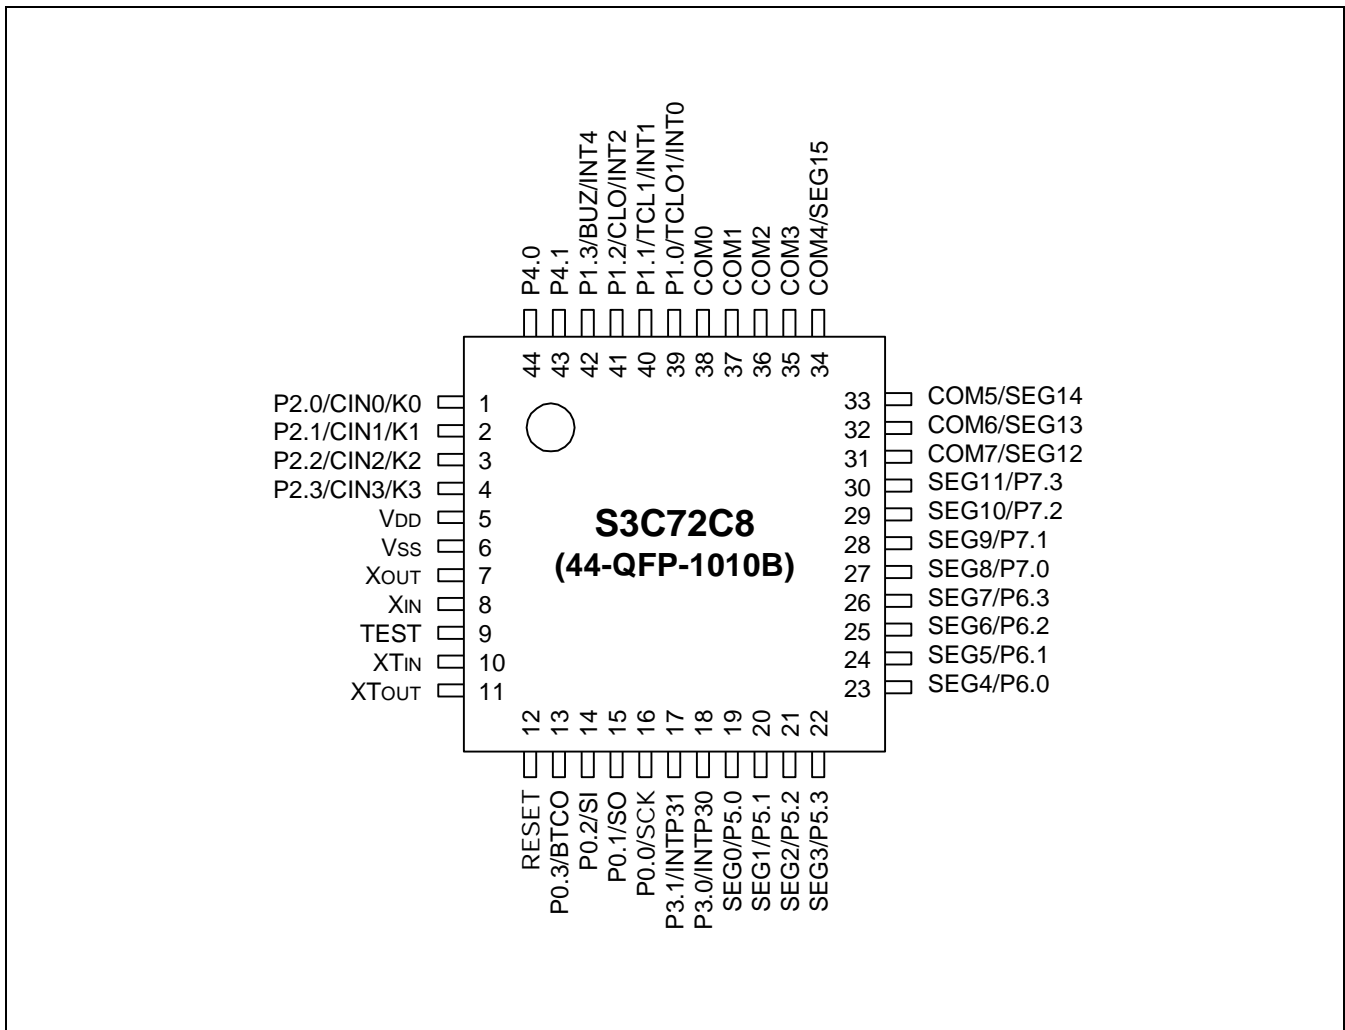 P4.0
P4.1
P1.3/BUZ/INT4
P1.2/CLO/INT2
P1.1/TCL1/INT1
P1.0/TCLO1/INT0
COM0
COM1
COM2
COM3
COM4/SEG15
44
43
42
41
40
39
38
37
36
35
34
P2.0/CIN0/K0 1
P2.1/CIN1/K1 2
P2.2/CIN2/K2 3
P2.3/CIN3/K3 4
VDD 5
VSS 6
XOUT 7
XIN 8
TEST 9
XTIN 10
XTOUT 11
S3C72C8
(44-QFP-1010B)
33 COM5/SEG14
32 COM6/SEG13
31 COM7/SEG12
30 SEG11/P7.3
29 SEG10/P7.2
28 SEG9/P7.1
27 SEG8/P7.0
26 SEG7/P6.3
25 SEG6/P6.2
24 SEG5/P6.1
23 SEG4/P6.0
12
13
14
15
16
17
18
19
20
21
22
RESET
P0.3/BTCO
P0.2/SI
P0.1/SO
P0.0/SCK
P3.1/INTP31
P3.0/INTP30
SEG0/P5.0
SEG1/P5.1
SEG2/P5.2
SEG3/P5.3